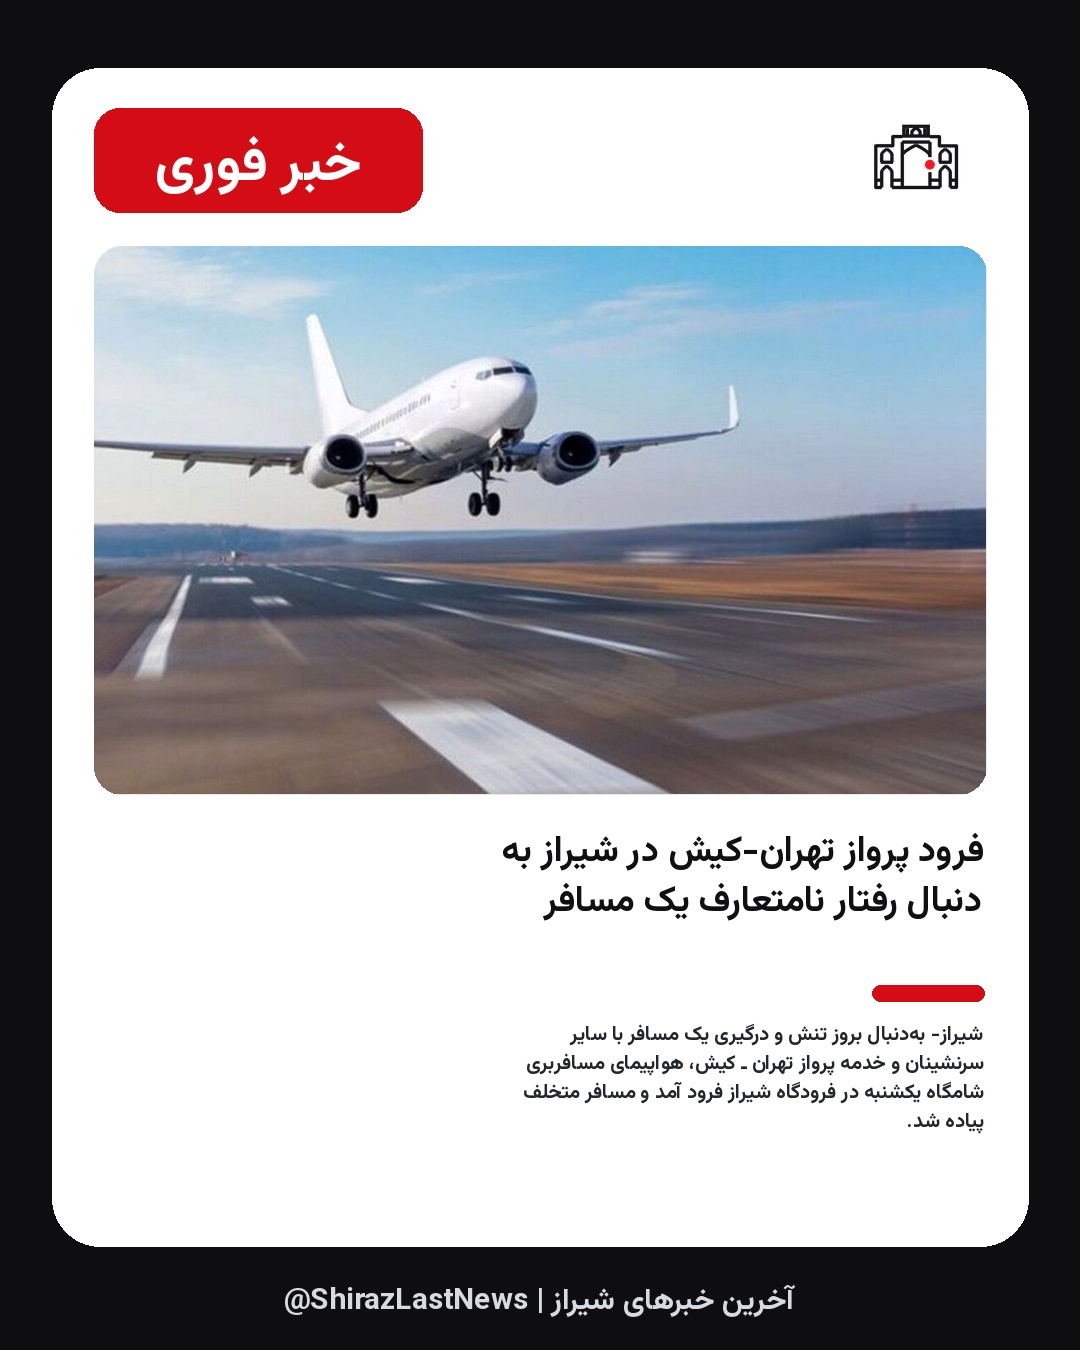 خبر فوری
فرود پرواز تهران-کیش در شیراز به
دنبال رفتار نامتعارف یک مسافر
شیراز- به‌دنبال بروز تنش و درگیری یک مسافر با سایر
سرنشینان و خدمه پرواز تهران ـ کیش، هواپیمای مسافربری
شامگاه یکشنبه در فرودگاه شیراز فرود آمد و مسافر متخلف
پیاده شد.
آخرین خبرهای شیراز | @ShirazLastNews